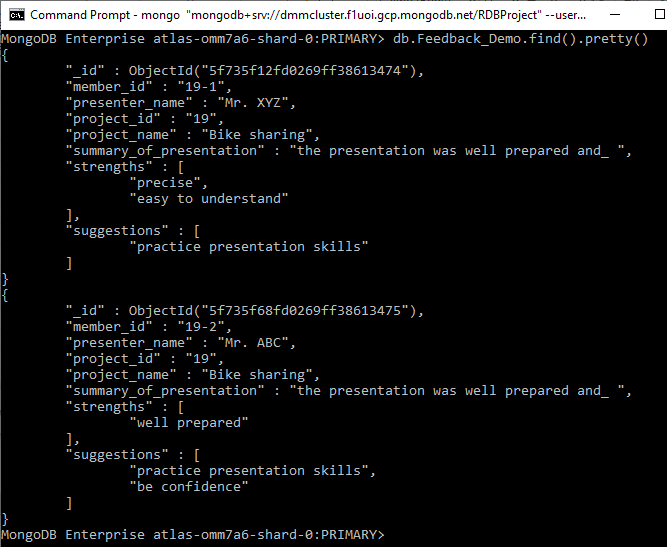 Command Prompt - mongo "mongodb+srv://dmmcluster.f1uoi.gcp.mongodb.net/RDBProject" --user...
MongoDB Enterprise atlas-omm7a6-shard-0:PRIMARY> db.Feedback_Demo.find().pretty()
{
        "_id" : ObjectId("5f735f12fd0269ff38613474"),
        "member_id" : "19-1",
        "presenter_name" : "Mr. XYZ",
        "project_id" : "19",
        "project_name" : "Bike sharing",
        "summary_of_presentation" : "the presentation was well prepared and_ ",
        "strengths" : [
                "precise",
                "easy to understand"
        ],
        "suggestions" : [
                "practice presentation skills"
        ]
}
{
        "_id" : ObjectId("5f735f68fd0269ff38613475"),
        "member_id" : "19-2",
        "presenter_name" : "Mr. ABC",
        "project_id" : "19",
        "project_name" : "Bike sharing",
        "summary_of_presentation" : "the presentation was well prepared and_ ",
        "strengths" : [
                "well prepared"
        ],
        "suggestions" : [
                "practice presentation skills",
                "be confidence"
        ]
}
MongoDB Enterprise atlas-omm7a6-shard-0:PRIMARY>